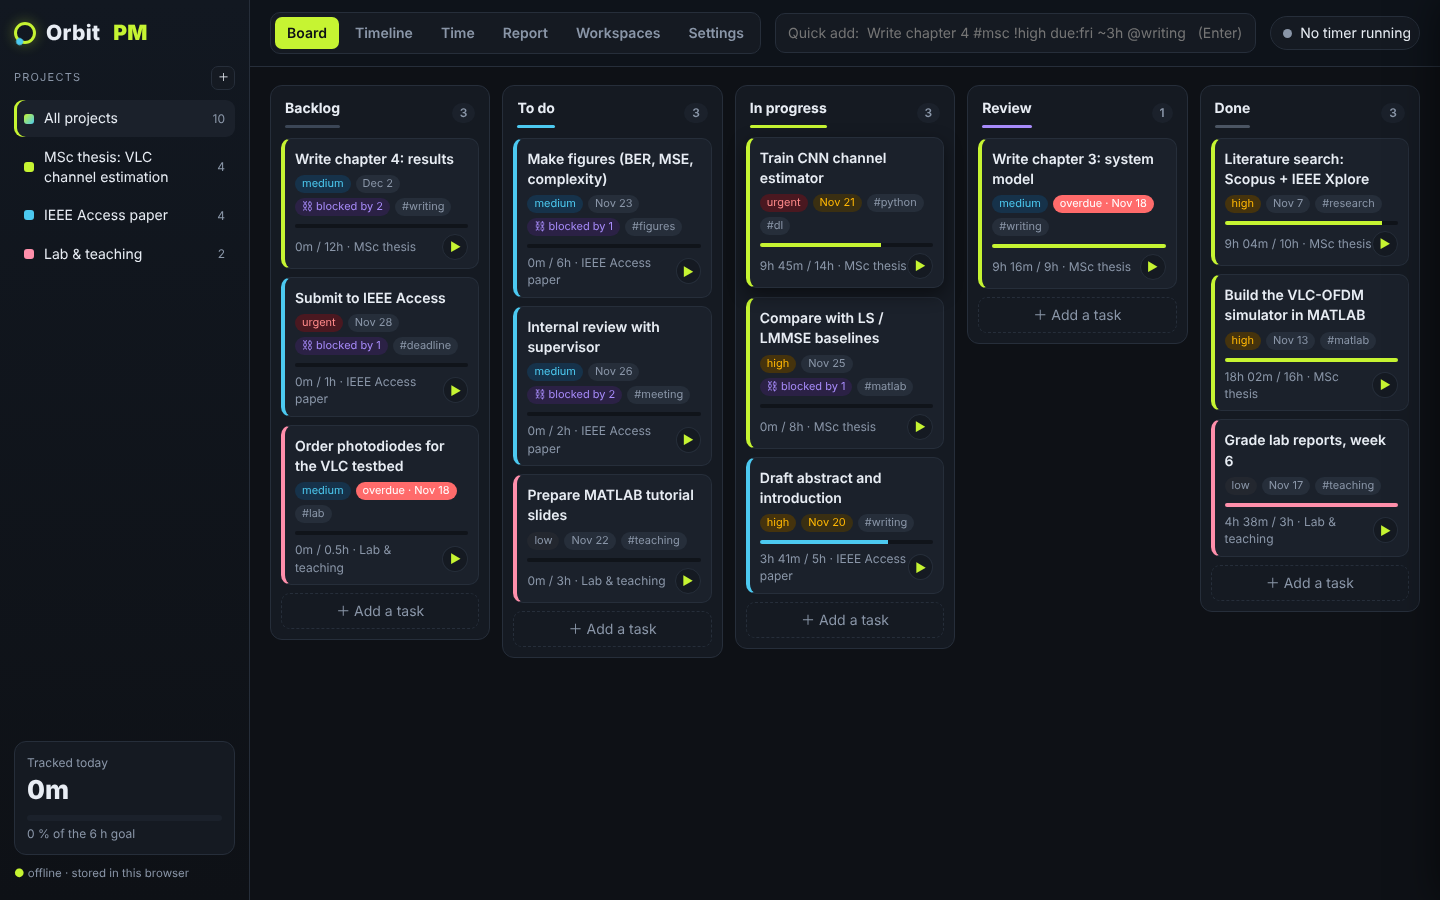 Orbit PM
PROJECTS
+
All projects 10
MSc thesis: VLC
channel estimation 4
IEEE Access paper 4
Lab & teaching 2
Tracked today
0m
0 % of the 6 h goal
offline · stored in this browser
Board Timeline Time Report Workspaces Settings
Quick add: Write chapter 4 #msc !high due:fri ~3h @writing (Enter)
No timer running
Backlog 3
Write chapter 4: results
medium Dec 2
⛓ blocked by 2 #writing
0m / 12h · MSc thesis
Submit to IEEE Access
urgent Nov 28
⛓ blocked by 1 #deadline
0m / 1h · IEEE Access
paper
Order photodiodes for
the VLC testbed
medium overdue · Nov 18
#lab
0m / 0.5h · Lab &
teaching
+ Add a task
To do 3
Make figures (BER, MSE,
complexity)
medium Nov 23
⛓ blocked by 1 #figures
0m / 6h · IEEE Access
paper
Internal review with
supervisor
medium Nov 26
⛓ blocked by 2 #meeting
0m / 2h · IEEE Access
paper
Prepare MATLAB tutorial
slides
low Nov 22 #teaching
0m / 3h · Lab & teaching
+ Add a task
In progress 3
Train CNN channel
estimator
urgent Nov 21 #python
#dl
9h 45m / 14h · MSc thesis
Compare with LS /
LMMSE baselines
high Nov 25
⛓ blocked by 1 #matlab
0m / 8h · MSc thesis
Draft abstract and
introduction
high Nov 20 #writing
3h 41m / 5h · IEEE Access
paper
+ Add a task
Review 1
Write chapter 3: system
model
medium overdue · Nov 18
#writing
9h 16m / 9h · MSc thesis
+ Add a task
Done 3
Literature search:
Scopus + IEEE Xplore
high Nov 7 #research
9h 04m / 10h · MSc thesis
Build the VLC-OFDM
simulator in MATLAB
high Nov 13 #matlab
18h 02m / 16h · MSc
thesis
Grade lab reports, week
6
low Nov 17 #teaching
4h 38m / 3h · Lab &
teaching
+ Add a task